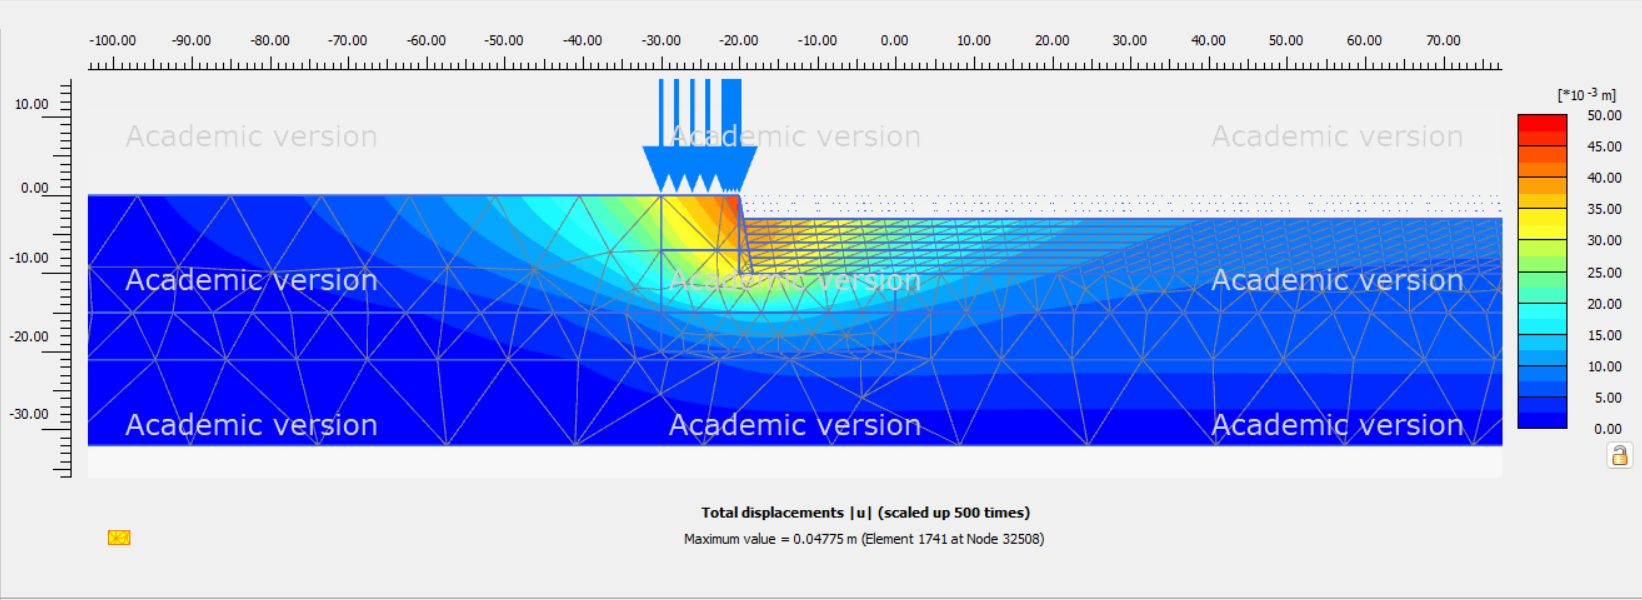 -100.00 -90.00 -80.00 -70.00 -60.00 -50.00 -40.00 -30.00 -20.00 -10.00 0.00 10.00 20.00 30.00 40.00 50.00 60.00 70.00
[*10 -3 m]
10.00
0.00
-10.00
-20.00
-30.00
Academic version Academic version Academic version
Academic version Academic version Academic version
Academic version Academic version Academic version
50.00
45.00
40.00
35.00
30.00
25.00
20.00
15.00
10.00
5.00
0.00
Total displacements |u| (scaled up 500 times)
Maximum value = 0.04775 m (Element 1741 at Node 32508)